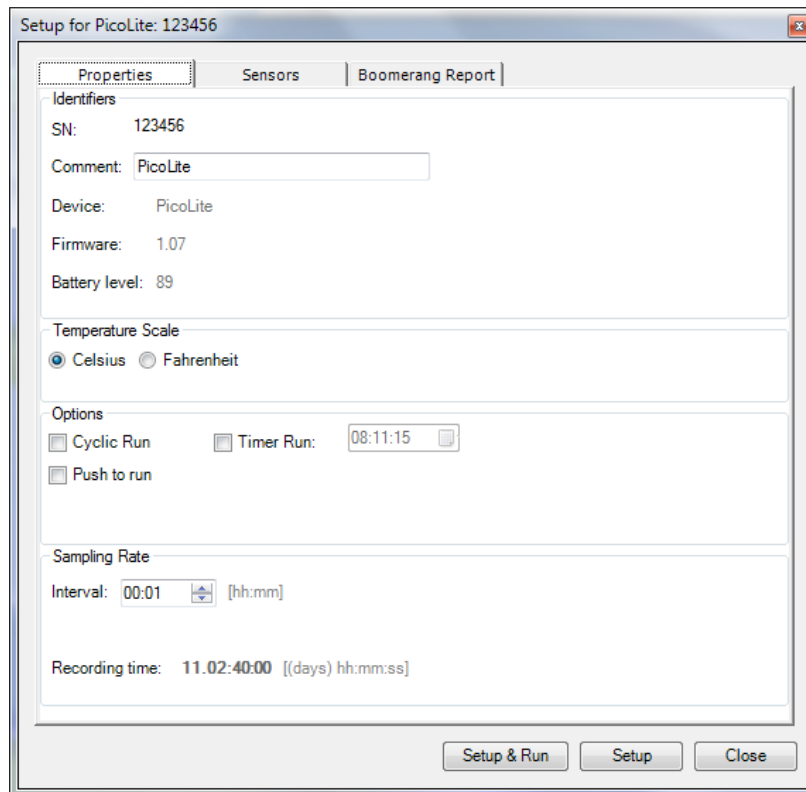 Setup for PicoLite: 123456
Properties Sensors Boomerang Report
Identifiers
SN: 123456
Comment: PicoLite
Device: PicoLite
Firmware: 1.07
Battery level: 89
Temperature Scale
Celsius Fahrenheit
Options
Cyclic Run Timer Run: 08:11:15
Push to run
Sampling Rate
Interval: 00:01 [hh:mm]
Recording time: 11.02:40:00 [(days) hh:mm:ss]
Setup & Run Setup Close